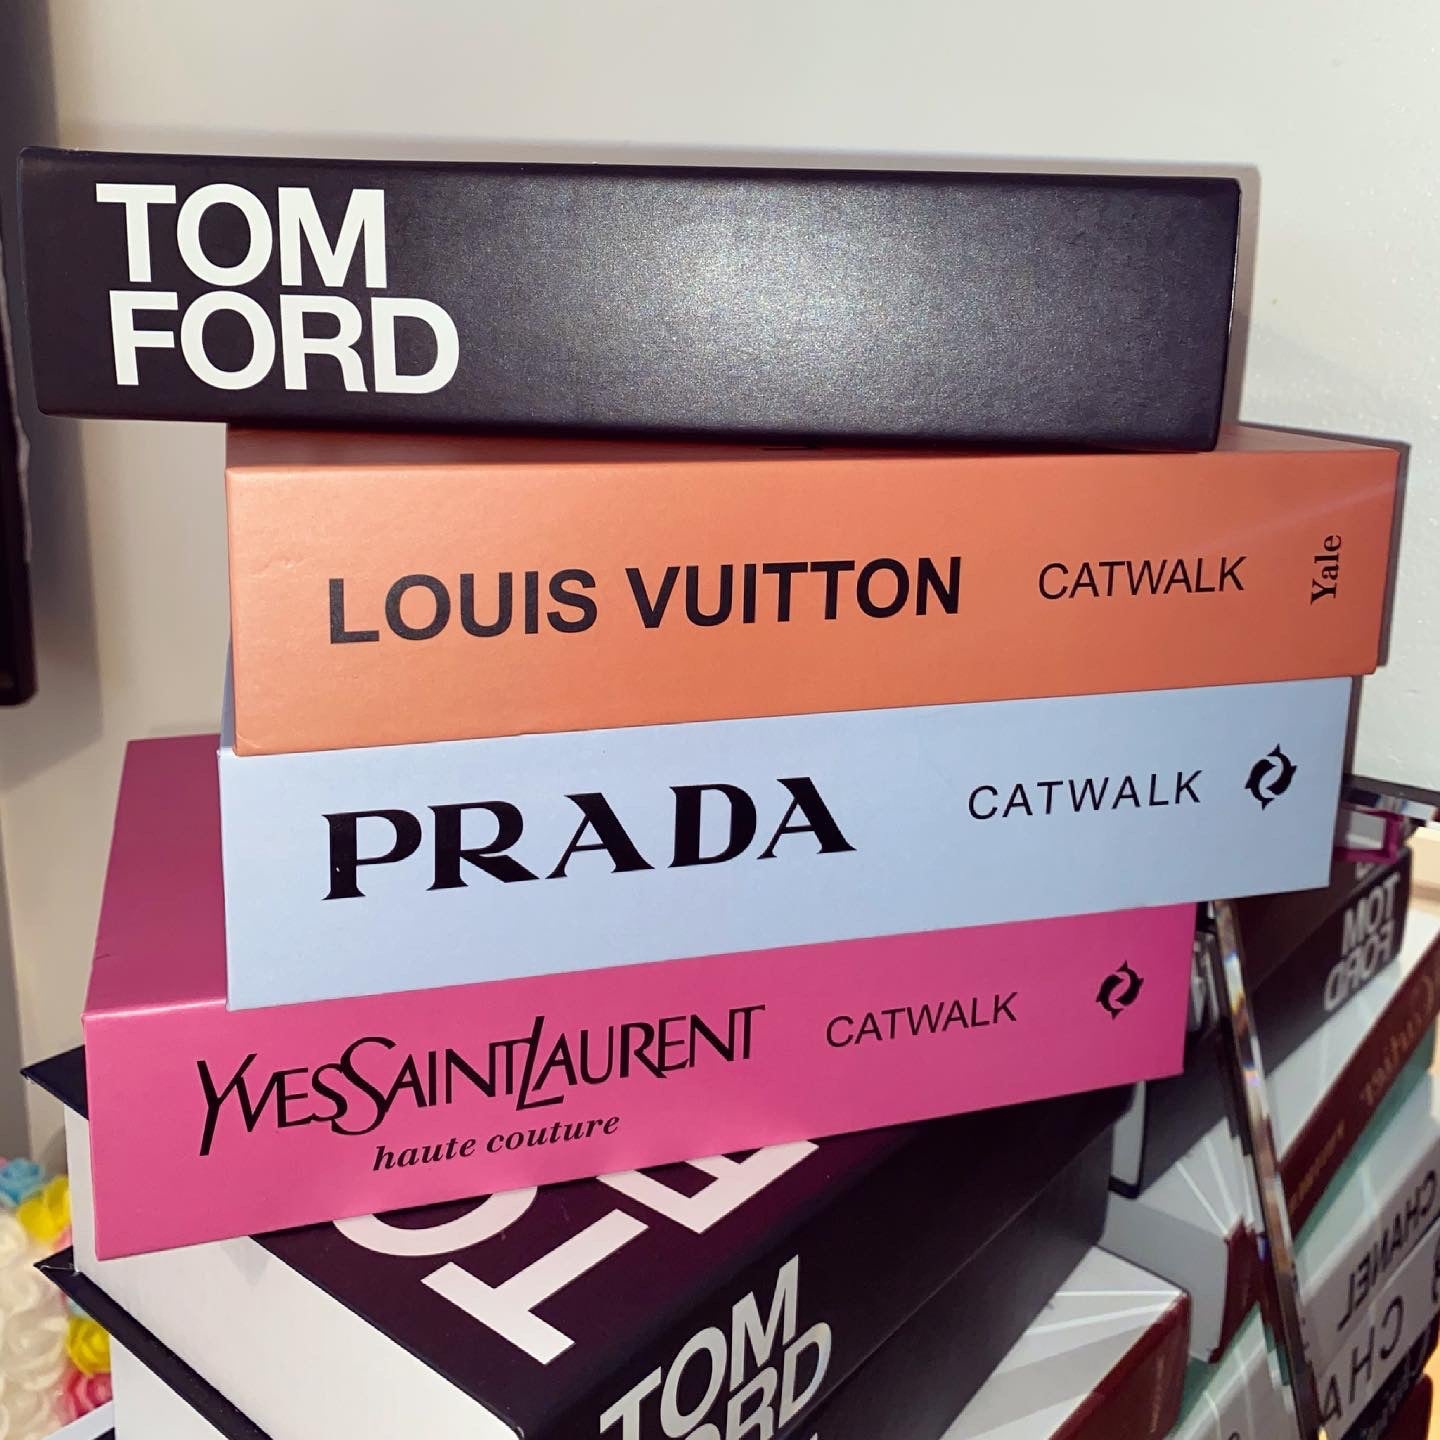 TOM
FORD
LOUIS VUITTON CATWALK Yale
PRADA CATWALK
YVESSAINTLAURENT CATWALK
haute couture
TOM
FORD
TOM
FORD
CHANEL